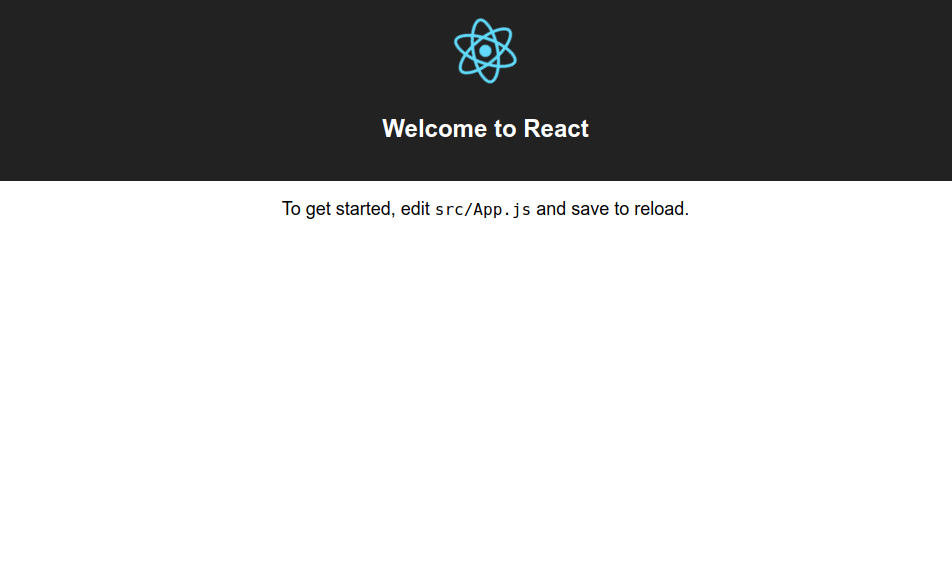 Welcome to React
To get started, edit src/App.js and save to reload.